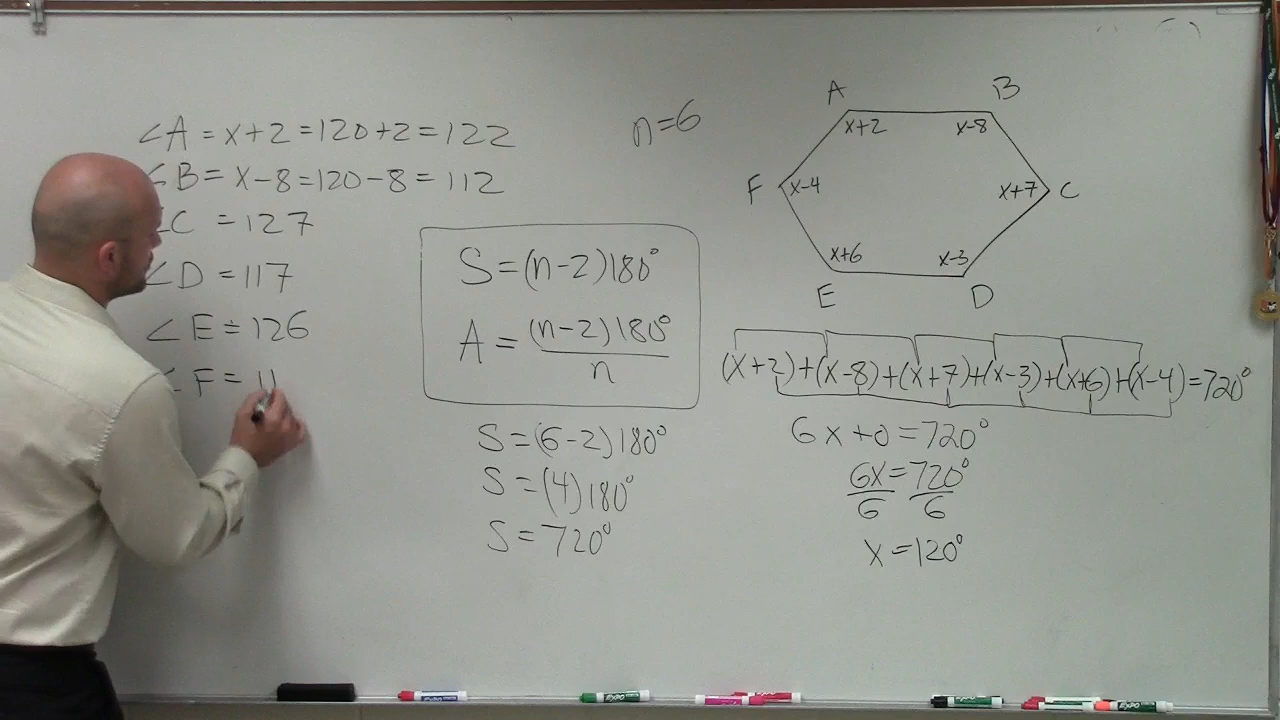 ∠A = x+2 = 120+2 = 122
∠B = x-8 = 120-8 = 112
∠C = 127
∠D = 117
∠E = 126
∠F = 11
n=6
S = (n-2)180°
A = (n-2)180°
n
S = (6-2)180°
S = (4)180°
S = 720°
A
B
x+2
x-8
F
x-4
x+7
C
x+6
x-3
E
D
(x+2)+(x-8)+(x+7)+(x-3)+(x+6)+(x-4)=720°
6x+0=720°
6x=720°
6 6
x=120°